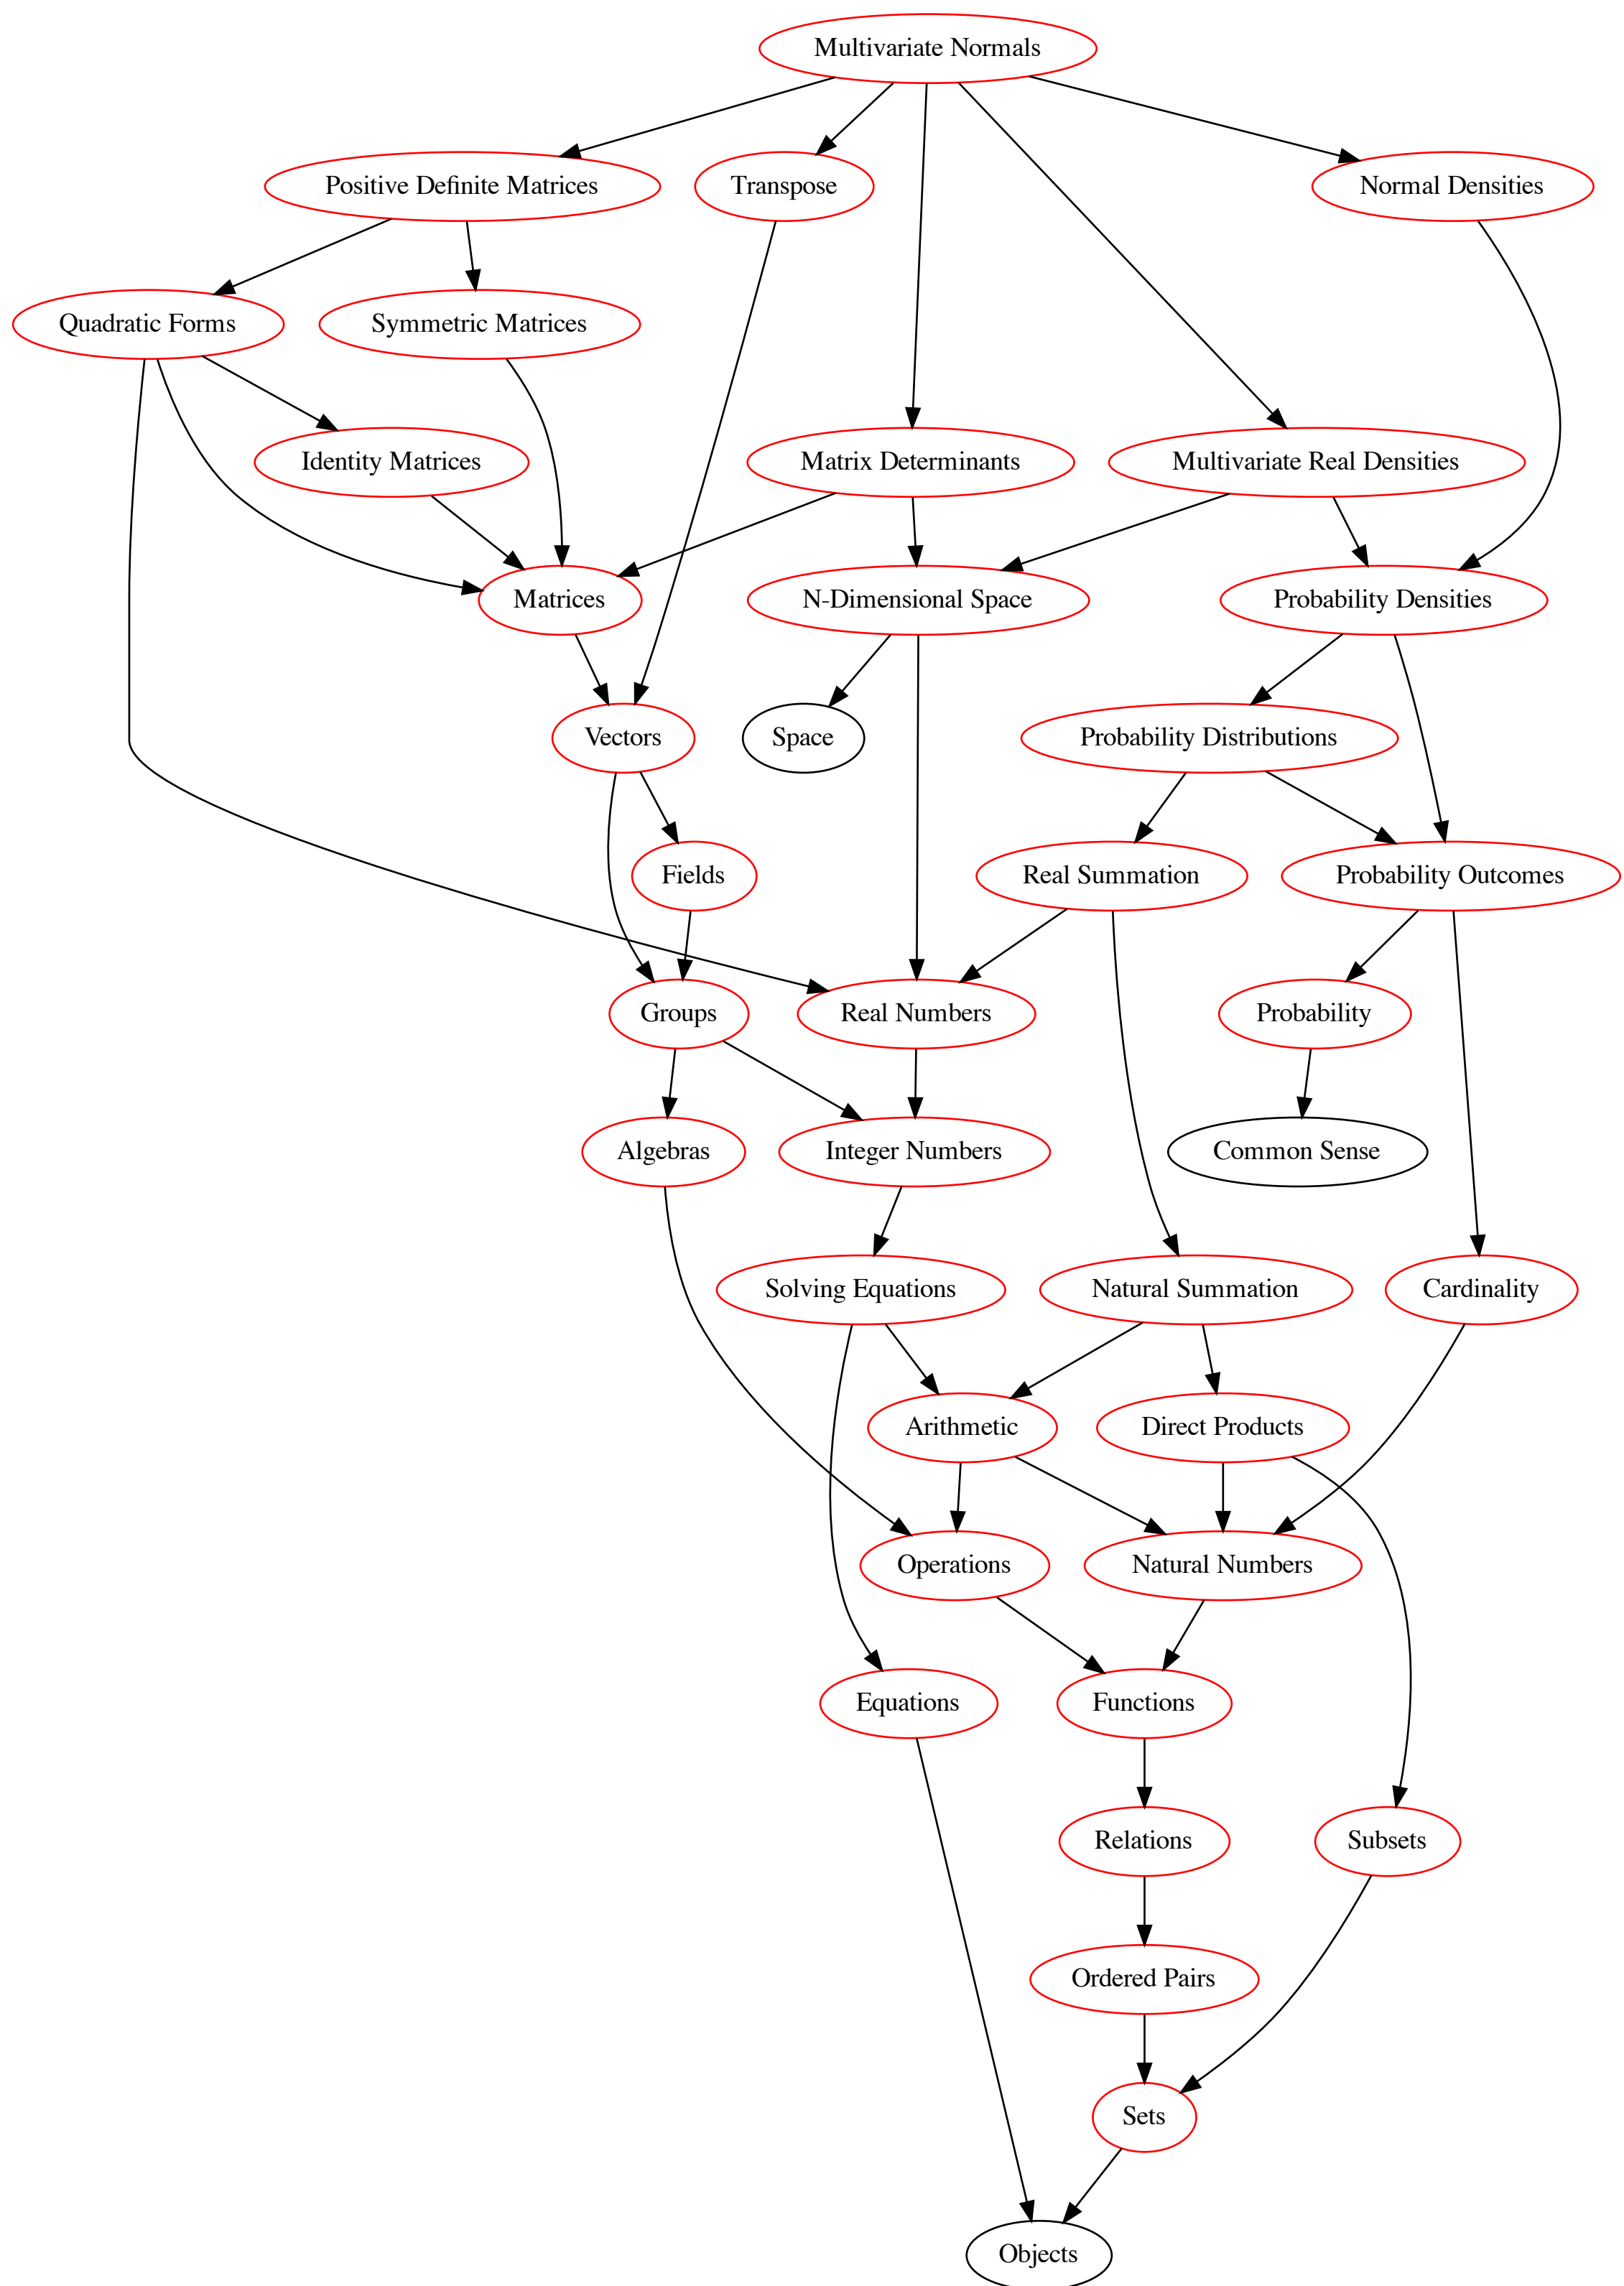 Multivariate Normals
Positive Definite Matrices
Transpose
Normal Densities
Quadratic Forms
Symmetric Matrices
Identity Matrices
Matrix Determinants
Multivariate Real Densities
Matrices
N-Dimensional Space
Probability Densities
Vectors
Space
Probability Distributions
Fields
Real Summation
Probability Outcomes
Groups
Real Numbers
Probability
Algebras
Integer Numbers
Common Sense
Solving Equations
Natural Summation
Cardinality
Arithmetic
Direct Products
Operations
Natural Numbers
Equations
Functions
Relations
Subsets
Ordered Pairs
Sets
Objects